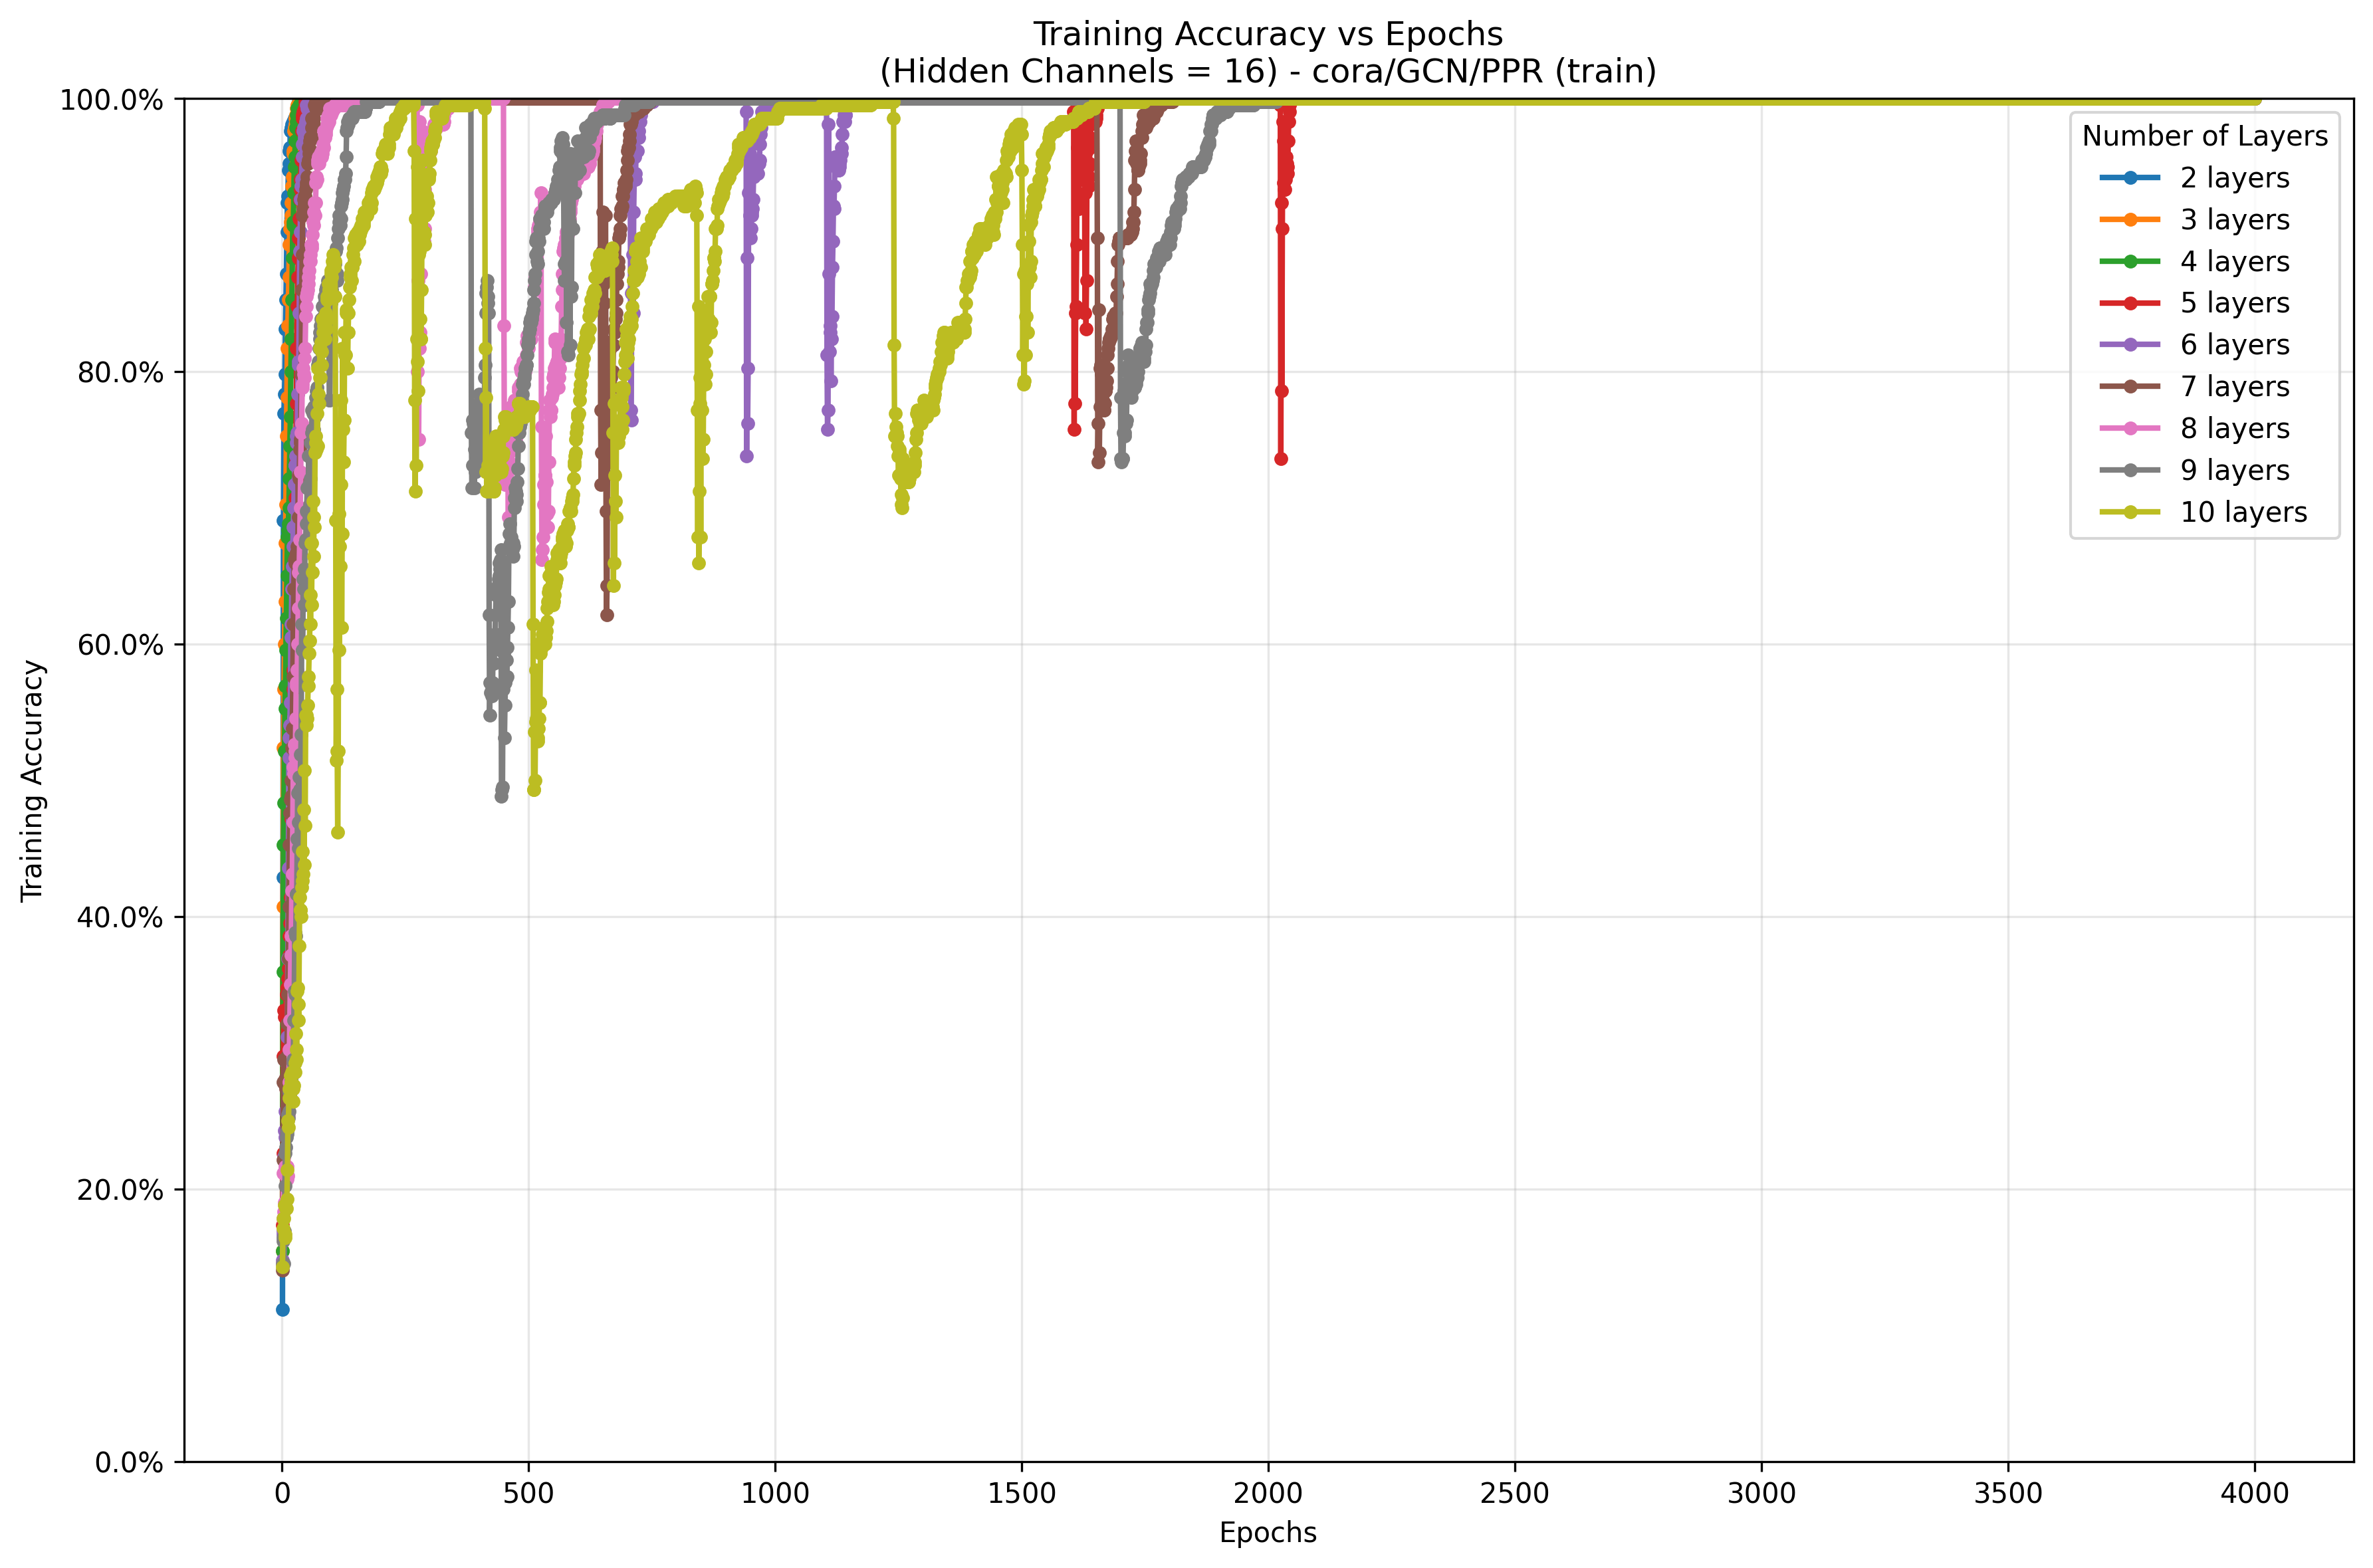 Training Accuracy vs Epochs
(Hidden Channels = 16) - cora/GCN/PPR (train)
100.0%
80.0%
60.0%
40.0%
20.0%
0.0%
Training Accuracy
Number of Layers
2 layers
3 layers
4 layers
5 layers
6 layers
7 layers
8 layers
9 layers
10 layers
0 500 1000 1500 2000 2500 3000 3500 4000
Epochs